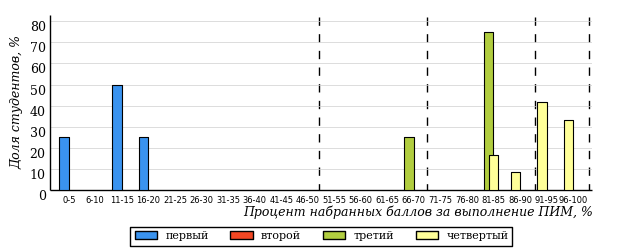 Доля студентов, %
80
70
60
50
40
30
20
10
0
0-5 6-10 11-15 16-20 21-25 26-30 31-35 36-40 41-45 46-50 51-55 56-60 61-65 66-70 71-75 76-80 81-85 86-90 91-95 96-100
Процент набранных баллов за выполнение ПИМ, %
первый второй третий четвертый